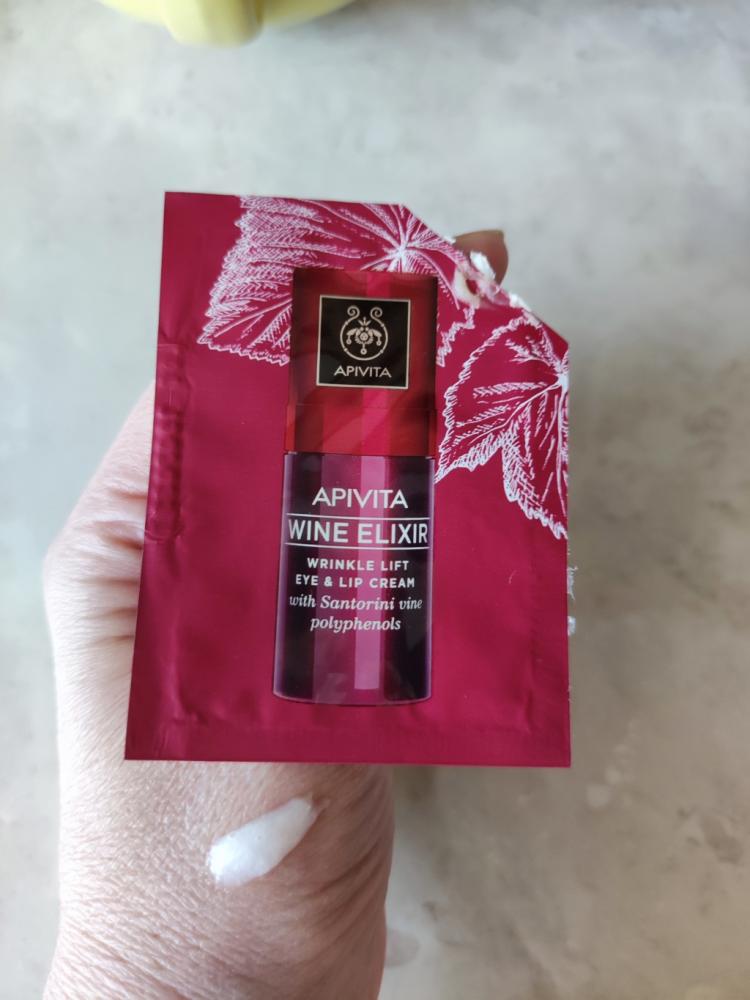 APIVITA
APIVITA
WINE ELIXIR
WRINKLE LIFT
EYE & LIP CREAM
with Santorini vine
polyphenols